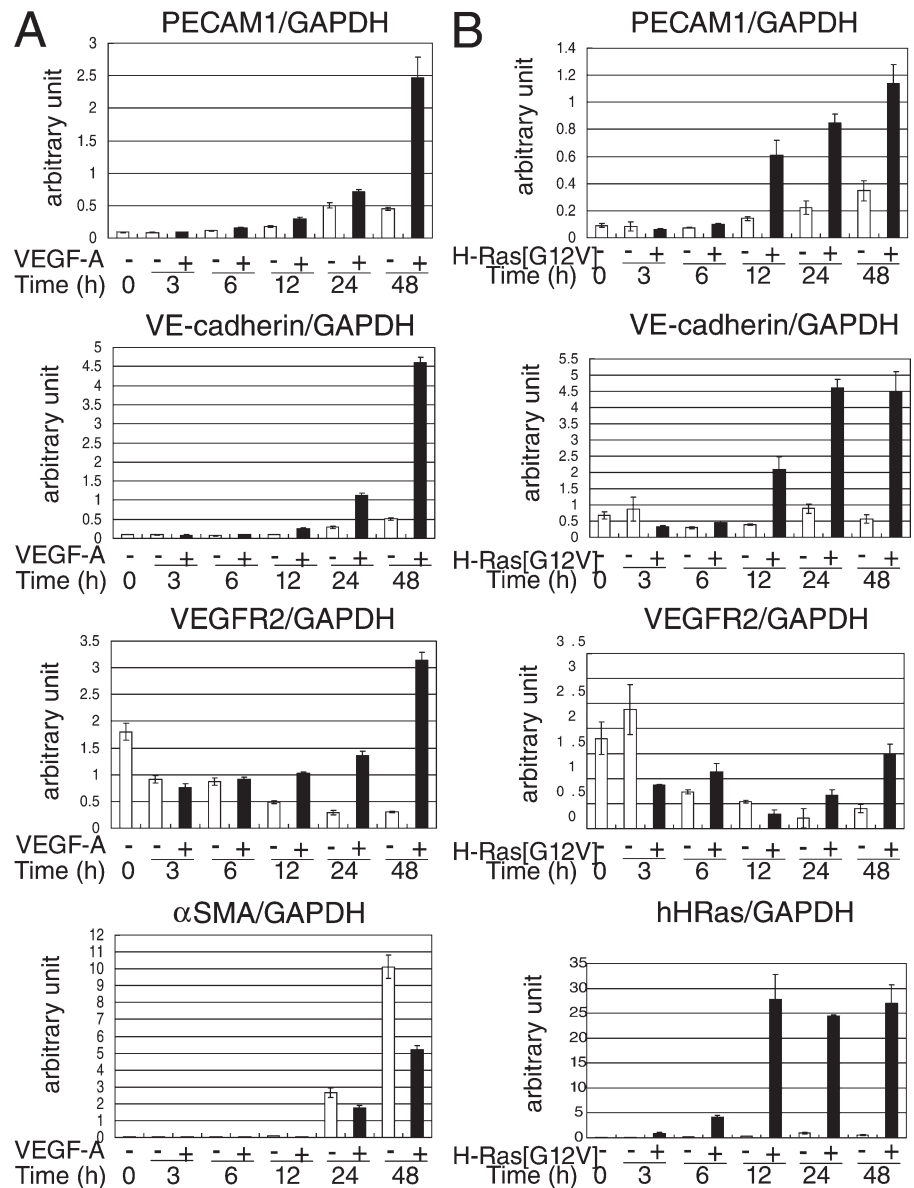 A
PECAM1/GAPDH
arbitrary unit
3
2.5
2
1.5
1
0.5
0
VEGF-A - - + - + - + - + - +
Time (h) 0 3 6 12 24 48
VE-cadherin/GAPDH
arbitrary unit
5
4.5
4
3.5
3
2.5
2
1.5
1
0.5
0
VEGF-A - - + - + - + - + - +
Time (h) 0 3 6 12 24 48
VEGFR2/GAPDH
arbitrary unit
3.5
3
2.5
2
1.5
1
0.5
0
VEGF-A - - + - + - + - + - +
Time (h) 0 3 6 12 24 48
αSMA/GAPDH
arbitrary unit
12
11
10
9
8
7
6
5
4
3
2
1
0
VEGF-A - - + - + - + - + - +
Time (h) 0 3 6 12 24 48
B
PECAM1/GAPDH
arbitrary unit
1.4
1.2
1
0.8
0.6
0.4
0.2
0
H-Ras[G12V] - - + - + - + - + - +
Time (h) 0 3 6 12 24 48
VE-cadherin/GAPDH
arbitrary unit
5.5
5
4.5
4
3.5
3
2.5
2
1.5
1
0.5
0
H-Ras[G12V] - - + - + - + - + - +
Time (h) 0 3 6 12 24 48
VEGFR2/GAPDH
arbitrary unit
3.5
3
2.5
2
1.5
1
0.5
0
H-Ras[G12V] - - + - + - + - + - +
Time (h) 0 3 6 12 24 48
hHRas/GAPDH
arbitrary unit
35
30
25
20
15
10
5
0
H-Ras[G12V] - - + - + - + - + - +
Time (h) 0 3 6 12 24 48